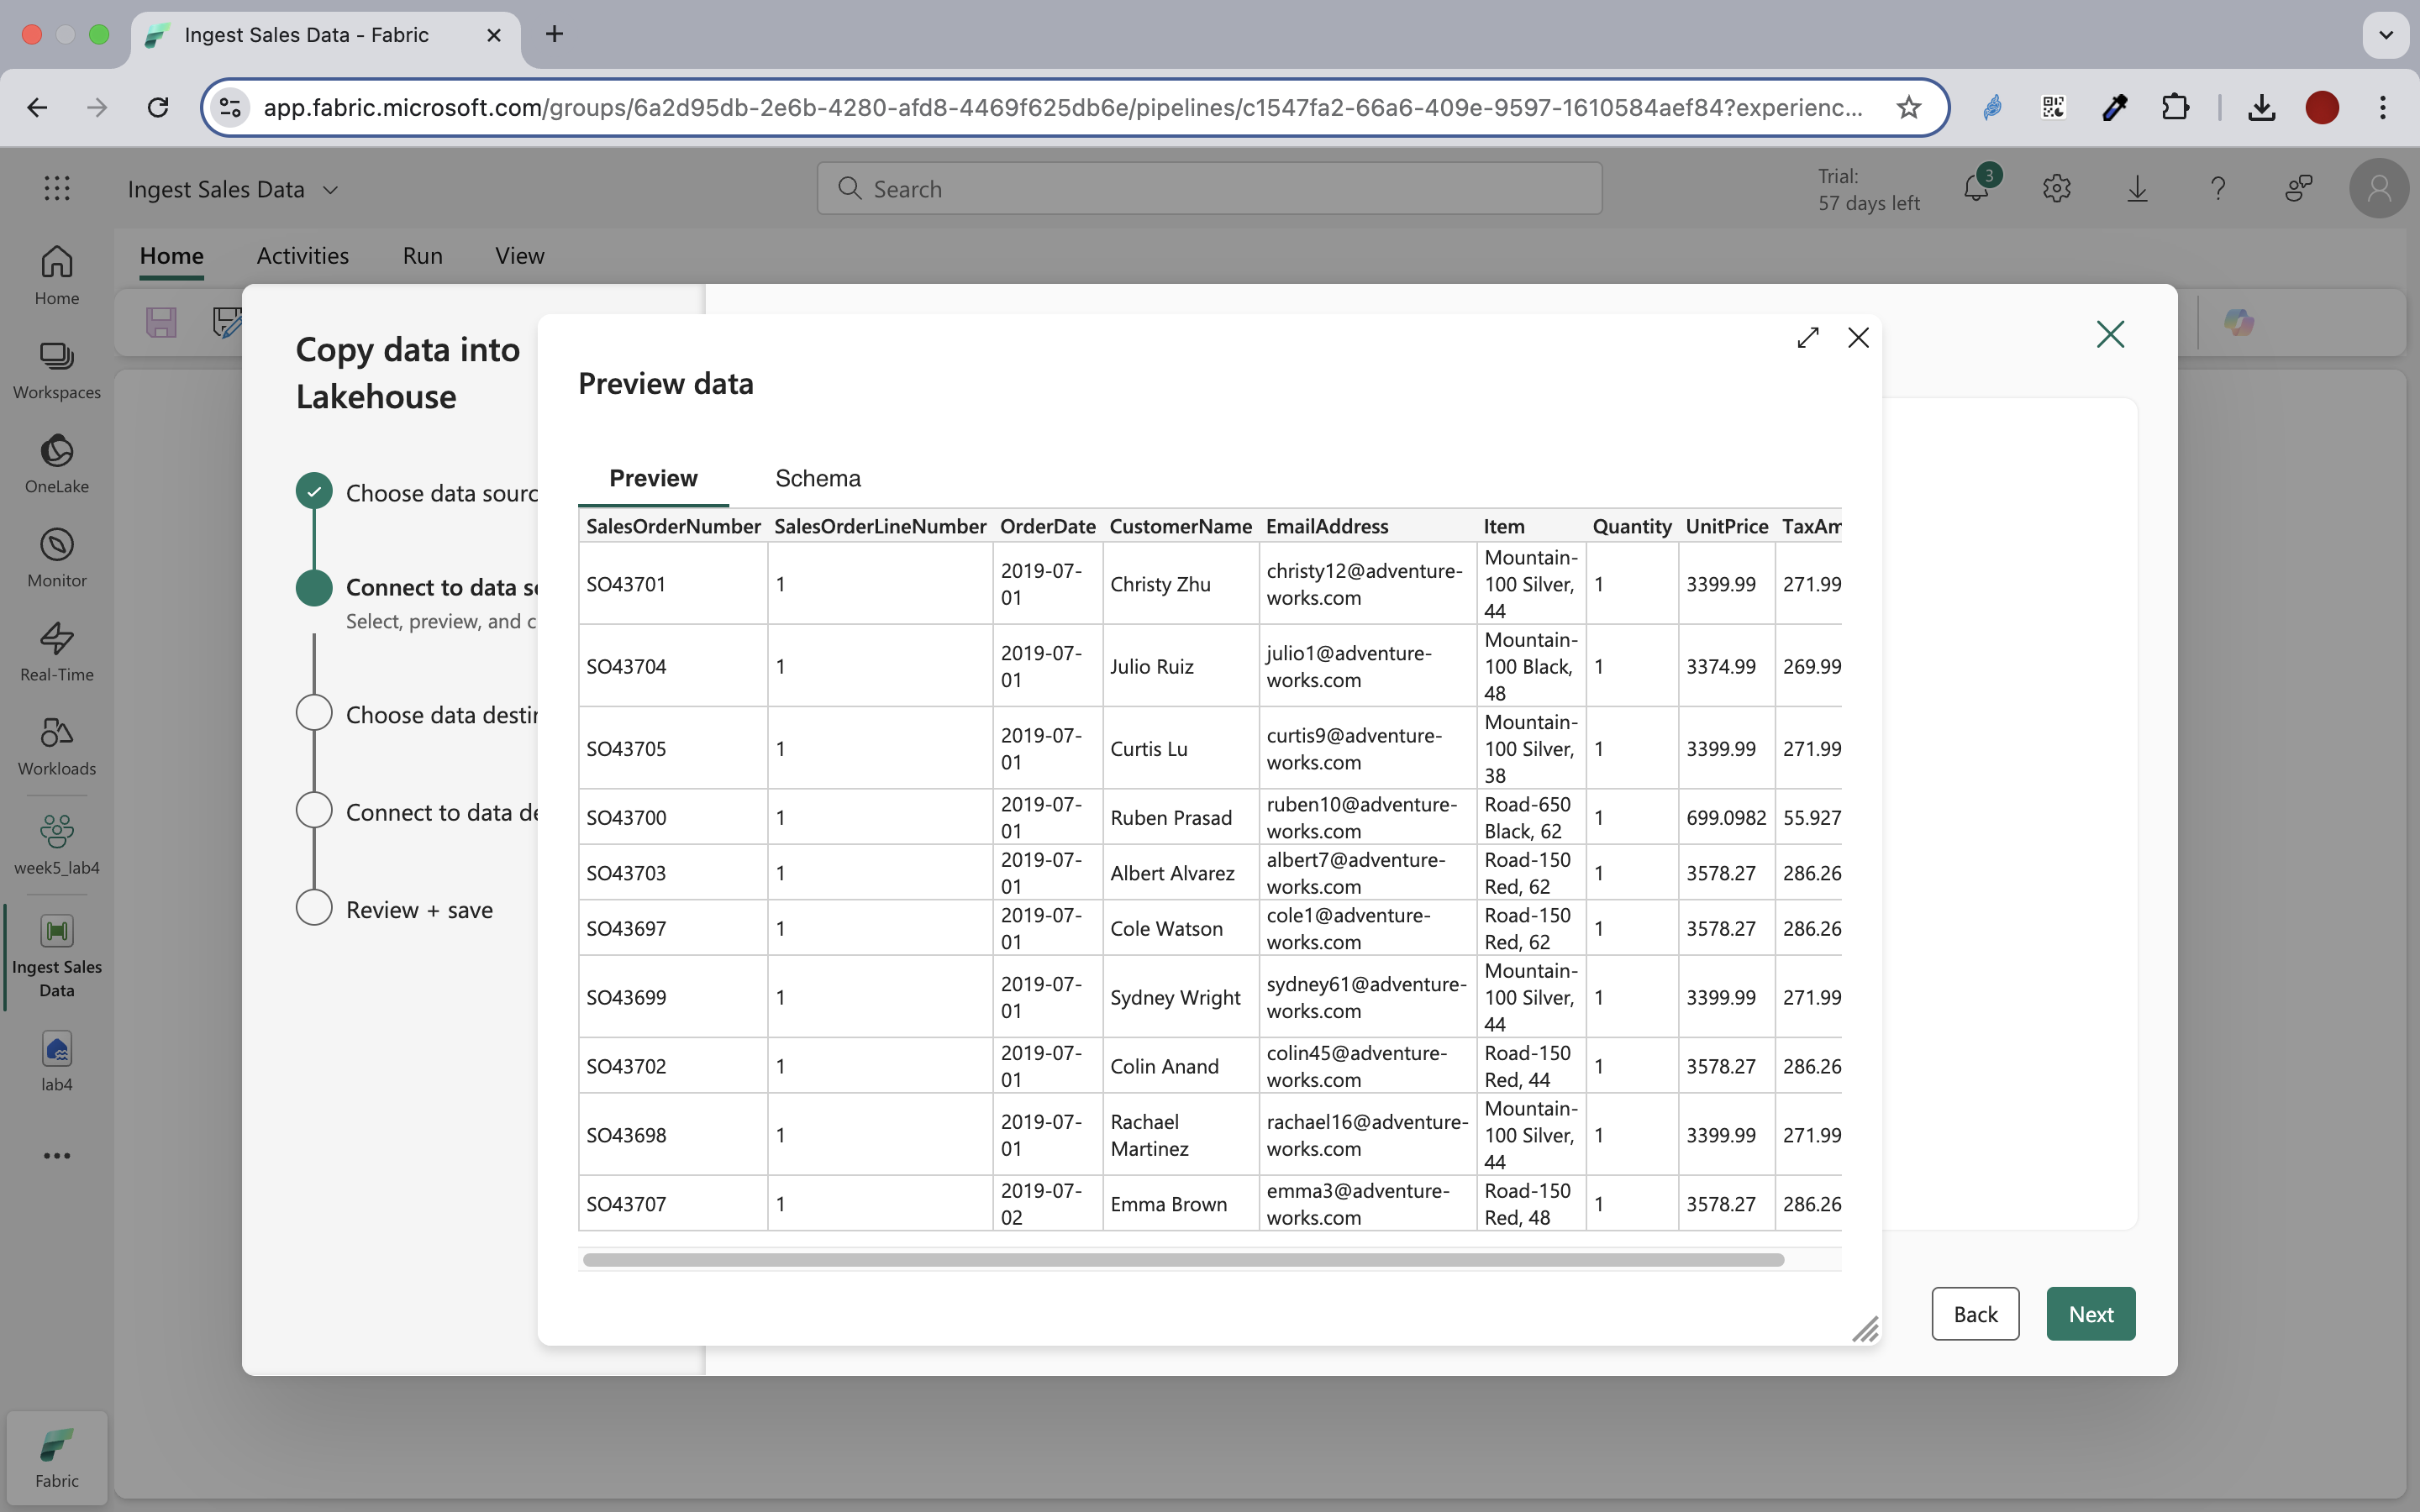 Ingest Sales Data - Fabric
app.fabric.microsoft.com/groups/6a2d95db-2e6b-4280-afd8-4469f625db6e/pipelines/c1547fa2-66a6-409e-9597-1610584aef84?experienc...
Ingest Sales Data
Search
Trial:
57 days left
3
Home Activities Run View
Home
Workspaces
OneLake
Monitor
Real-Time
Workloads
week5_lab4
Ingest Sales
Data
lab4
Fabric
Copy data into
Lakehouse
Choose data sourc
Connect to data s
Select, preview, and c
Choose data destin
Connect to data de
Review + save
Preview data
Preview Schema
SalesOrderNumber SalesOrderLineNumber OrderDate CustomerName EmailAddress Item Quantity UnitPrice TaxAm
SO43701 1 2019-07-01 Christy Zhu christy12@adventure-works.com Mountain-100 Silver, 44 1 3399.99 271.99
SO43704 1 2019-07-01 Julio Ruiz julio1@adventure-works.com Mountain-100 Black, 48 1 3374.99 269.99
SO43705 1 2019-07-01 Curtis Lu curtis9@adventure-works.com Mountain-100 Silver, 38 1 3399.99 271.99
SO43700 1 2019-07-01 Ruben Prasad ruben10@adventure-works.com Road-650 Black, 62 1 699.0982 55.927
SO43703 1 2019-07-01 Albert Alvarez albert7@adventure-works.com Road-150 Red, 62 1 3578.27 286.26
SO43697 1 2019-07-01 Cole Watson cole1@adventure-works.com Road-150 Red, 62 1 3578.27 286.26
SO43699 1 2019-07-01 Sydney Wright sydney61@adventure-works.com Mountain-100 Silver, 44 1 3399.99 271.99
SO43702 1 2019-07-01 Colin Anand colin45@adventure-works.com Road-150 Red, 44 1 3578.27 286.26
SO43698 1 2019-07-01 Rachael Martinez rachael16@adventure-works.com Mountain-100 Silver, 44 1 3399.99 271.99
SO43707 1 2019-07-02 Emma Brown emma3@adventure-works.com Road-150 Red, 48 1 3578.27 286.26
Back
Next